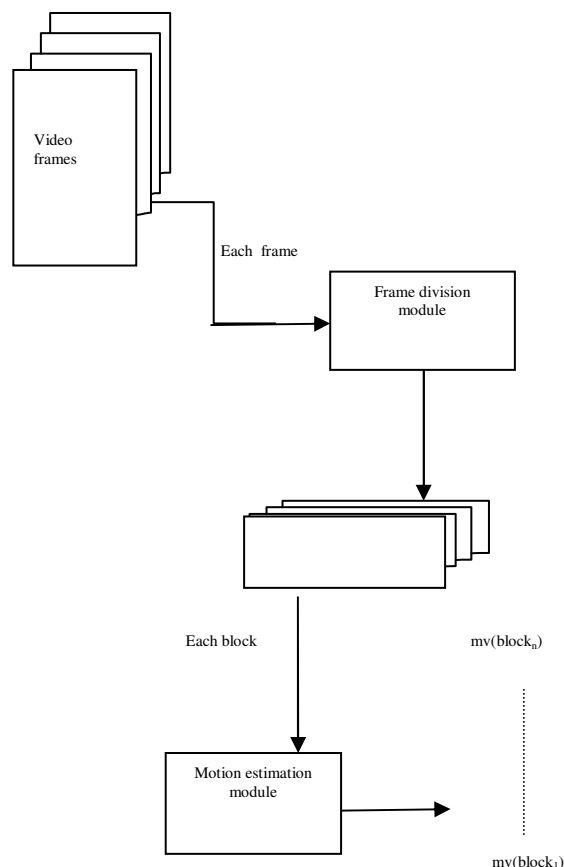 Video
frames
Each frame
Frame division
module
Each block
mv(blockₙ)
Motion estimation
module
mv(block₁)